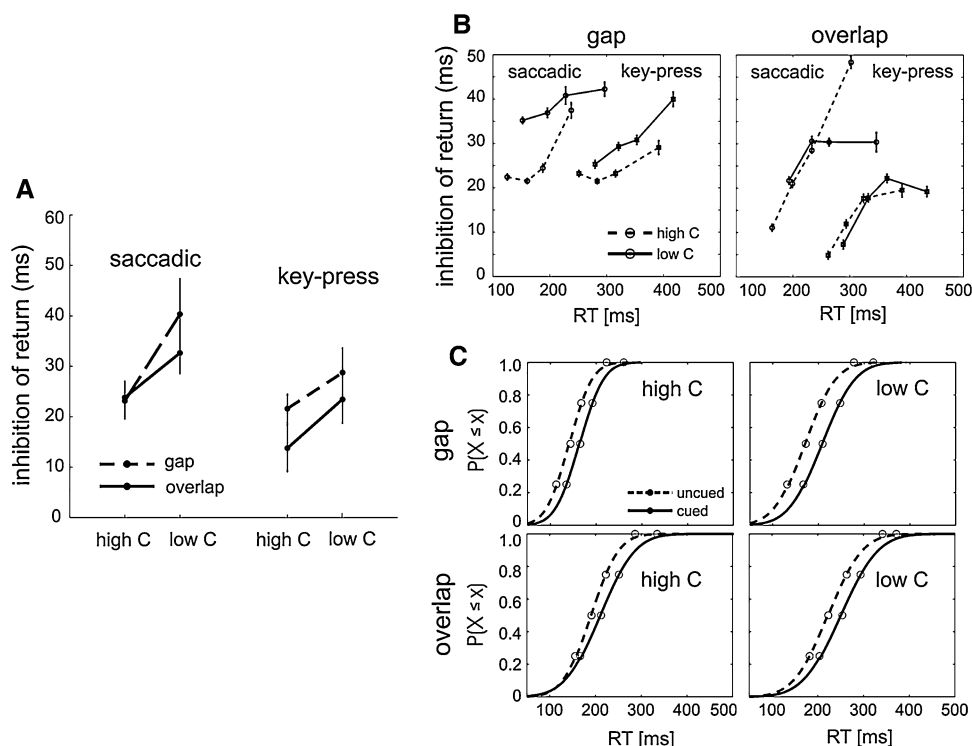 A
inhibition of return (ms)
60
50
40
30
20
10
0
saccadic
key-press
gap
overlap
high C low C high C low C
B
gap
overlap
inhibition of return (ms)
50
40
30
20
10
0
saccadic key-press
high C
low C
100 200 300 400 500
RT [ms]
saccadic key-press
100 200 300 400 500
RT [ms]
C
gap
P(X ≤ x)
1.0
0.8
0.6
0.4
0.2
0
high C
uncued
cued
low C
overlap
P(X ≤ x)
1.0
0.8
0.6
0.4
0.2
0
high C
low C
100 200 300 400 500
RT [ms]
100 200 300 400 500
RT [ms]